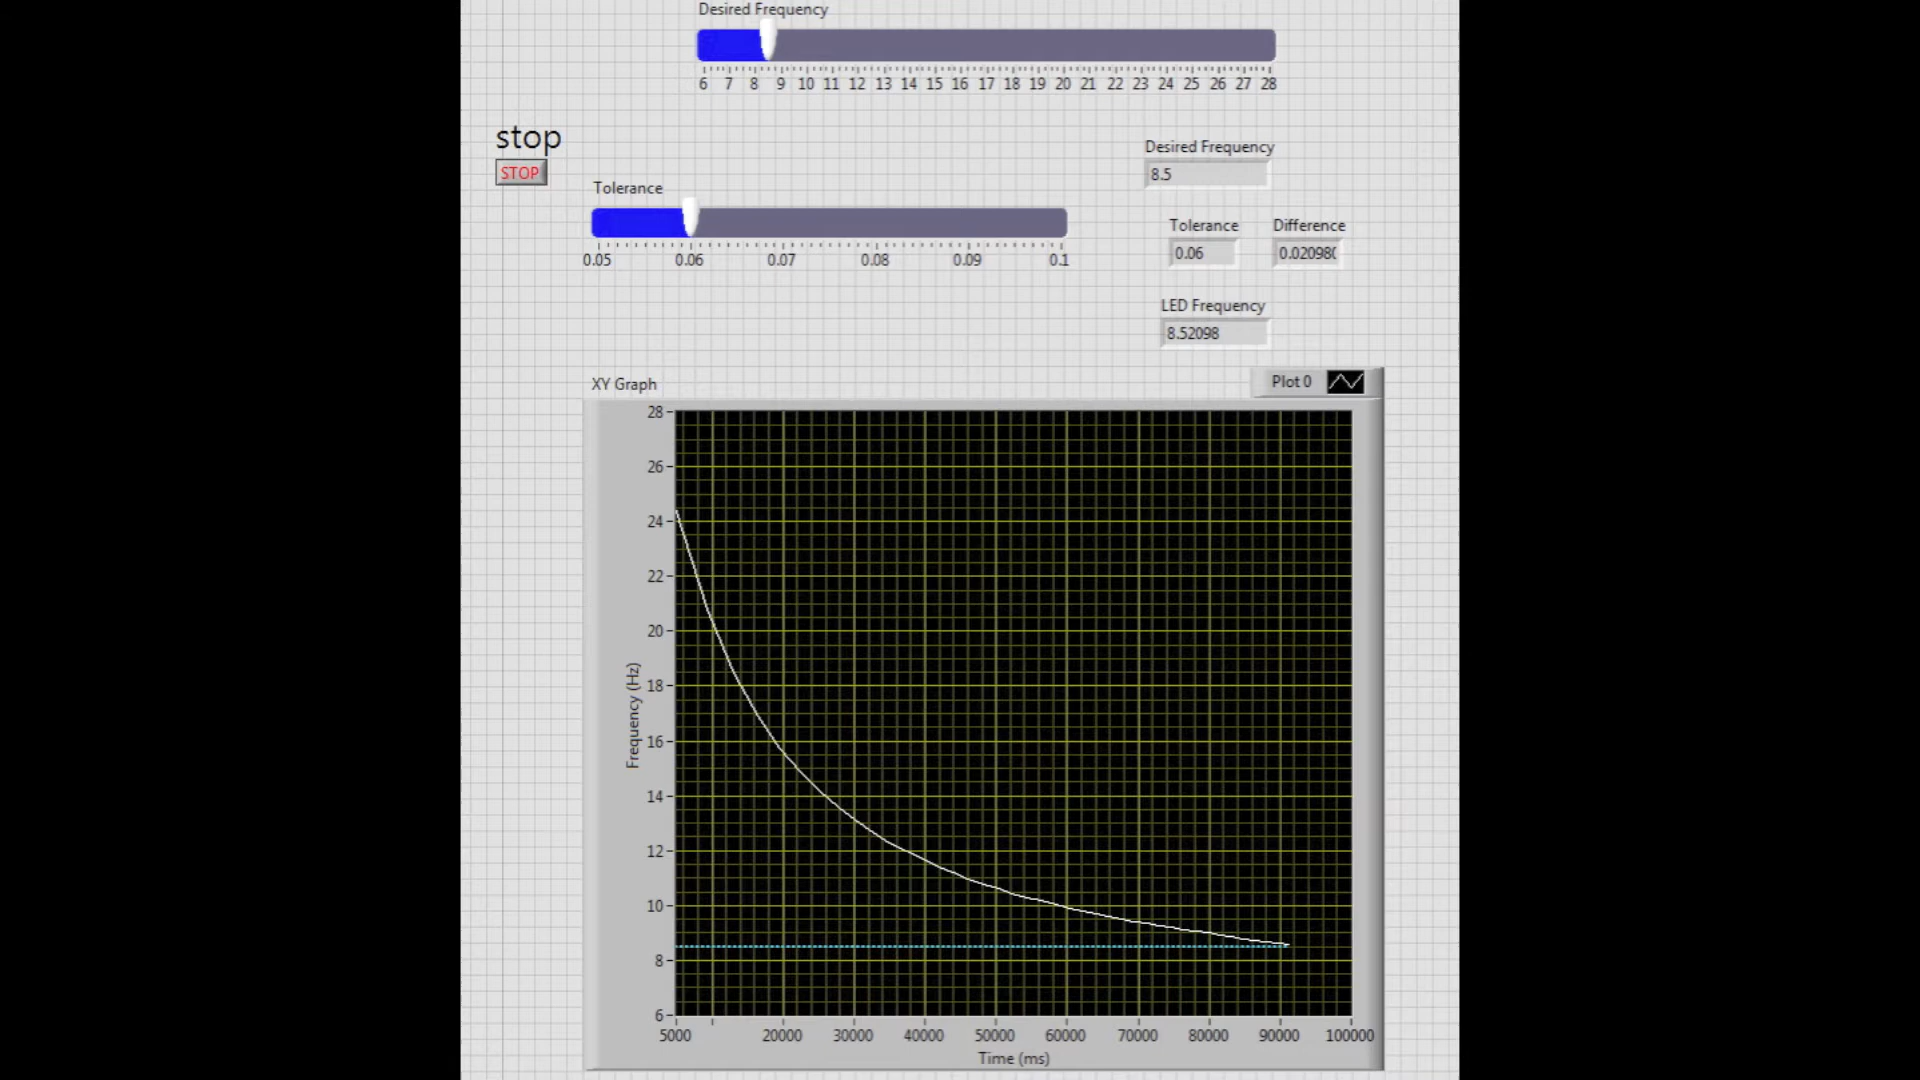 Desired Frequency
6 7 8 9 10 11 12 13 14 15 16 17 18 19 20 21 22 23 24 25 26 27 28
stop
STOP
Desired Frequency
8.5
Tolerance
0.05 0.06 0.07 0.08 0.09 0.1
Tolerance Difference
0.06 0.02098(
LED Frequency
8.52098
XY Graph
Plot 0
28
26
24
22
20
18
16
14
12
10
8
6
Frequency (Hz)
5000 20000 30000 40000 50000 60000 70000 80000 90000 100000
Time (ms)